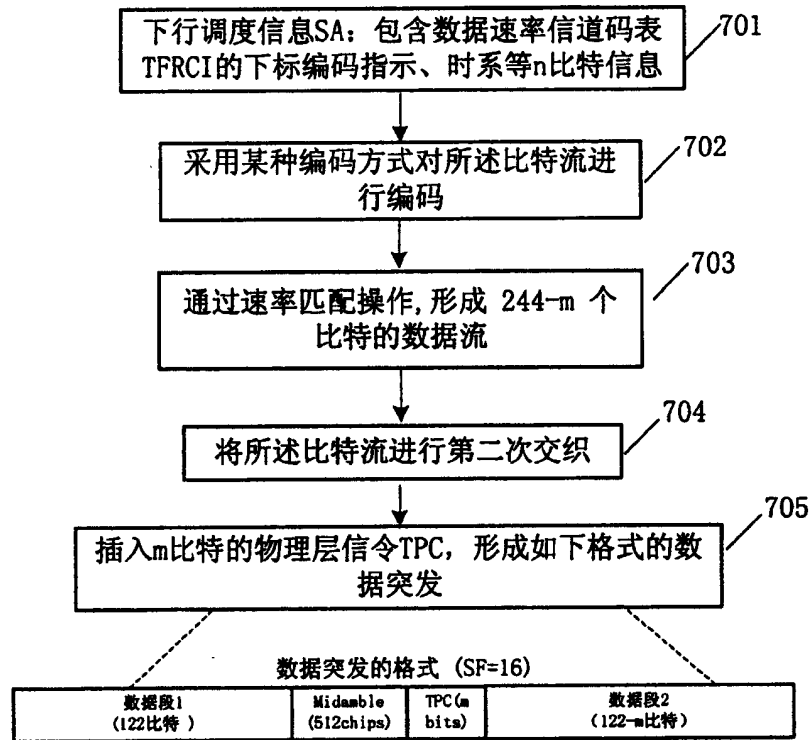 下行调度信息SA：包含数据速率信道码表
TFRCI的下标编码指示、时系等n比特信息
701
采用某种编码方式对所述比特流进
行编码
702
通过速率匹配操作,形成 244-m 个
比特的数据流
703
将所述比特流进行第二次交织
704
插入m比特的物理层信令TPC，形成如下格式的数
据突发
705
数据突发的格式 (SF=16)
数据段1
(122比特 )
Midamble
(512chips)
TPC(m
bits)
数据段2
(122-m比特)